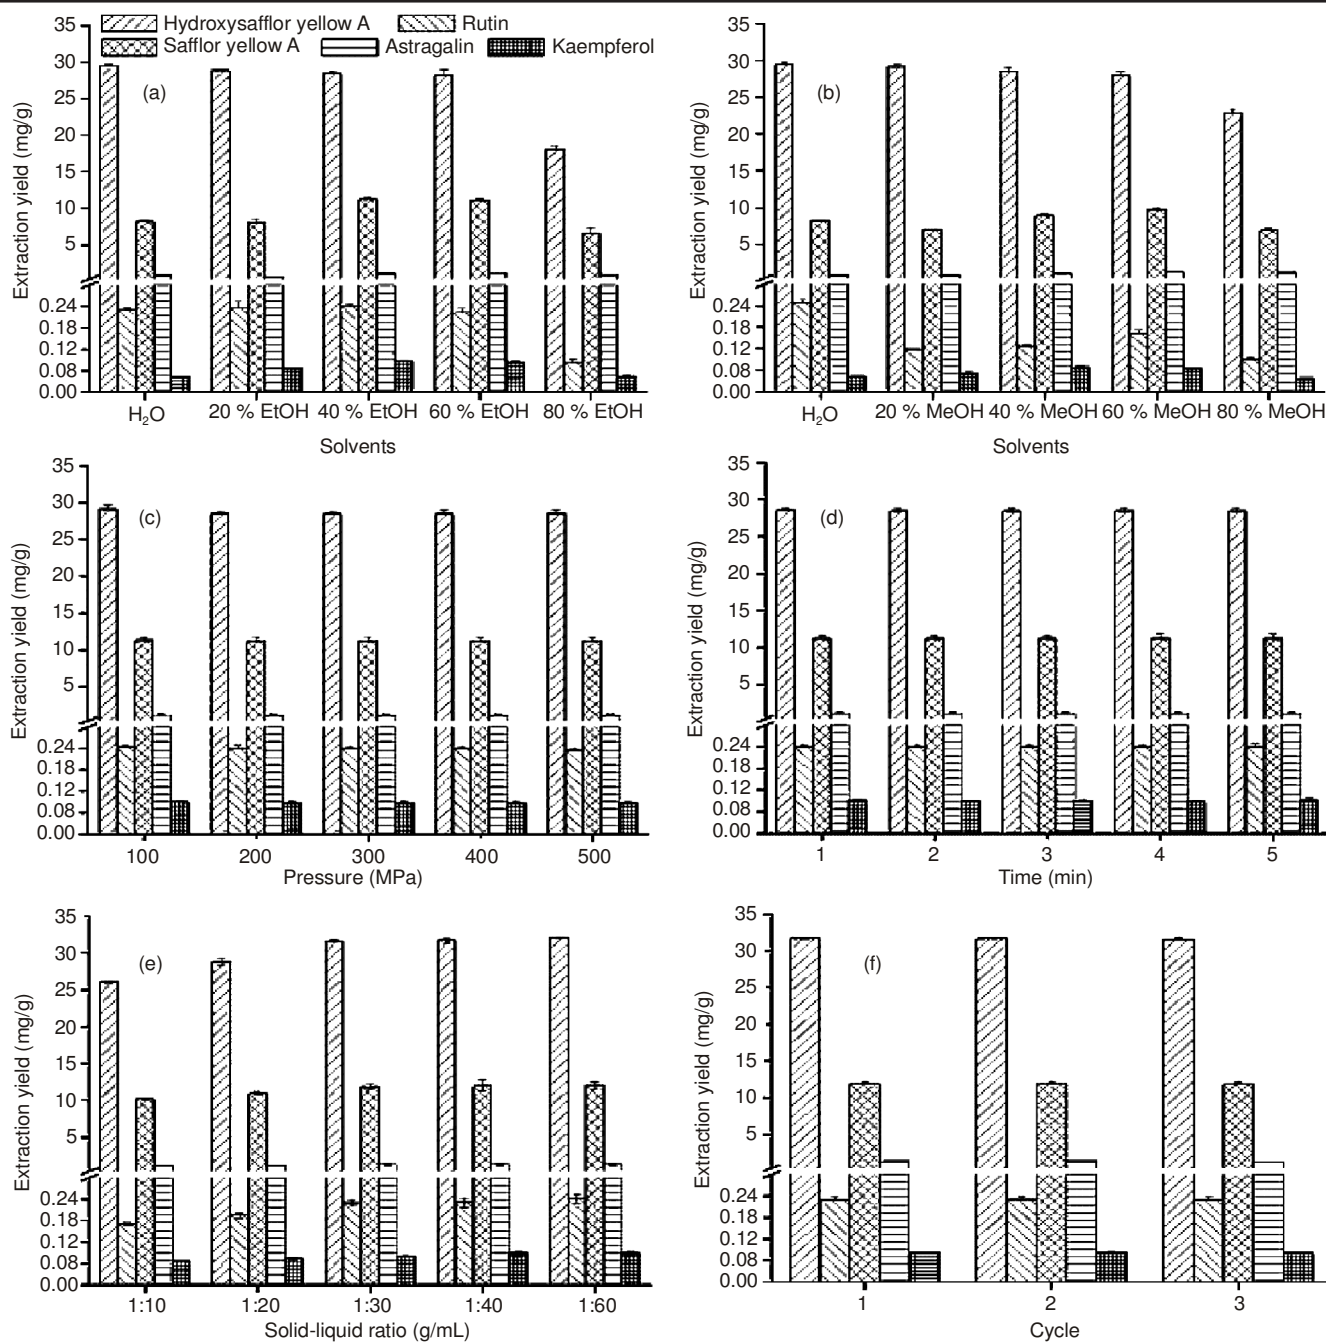 Hydroxysafflor yellow A Rutin
Safflor yellow A Astragalin Kaempferol
(a)
Extraction yield (mg/g)
35
30
25
20
15
10
5
0.24
0.18
0.12
0.08
0.00
H2O 20 % EtOH 40 % EtOH 60 % EtOH 80 % EtOH
Solvents
(b)
Extraction yield (mg/g)
35
30
25
20
15
10
5
0.24
0.18
0.12
0.08
0.00
H2O 20 % MeOH 40 % MeOH 60 % MeOH 80 % MeOH
Solvents
(c)
Extraction yield (mg/g)
35
30
25
20
15
10
5
0.24
0.18
0.12
0.08
0.00
100 200 300 400 500
Pressure (MPa)
(d)
Extraction yield (mg/g)
35
30
25
20
15
10
5
0.24
0.18
0.12
0.08
0.00
1 2 3 4 5
Time (min)
(e)
Extraction yield (mg/g)
35
30
25
20
15
10
5
0.24
0.18
0.12
0.08
0.00
1:10 1:20 1:30 1:40 1:60
Solid-liquid ratio (g/mL)
(f)
Extraction yield (mg/g)
35
30
25
20
15
10
5
0.24
0.18
0.12
0.08
0.00
1 2 3
Cycle